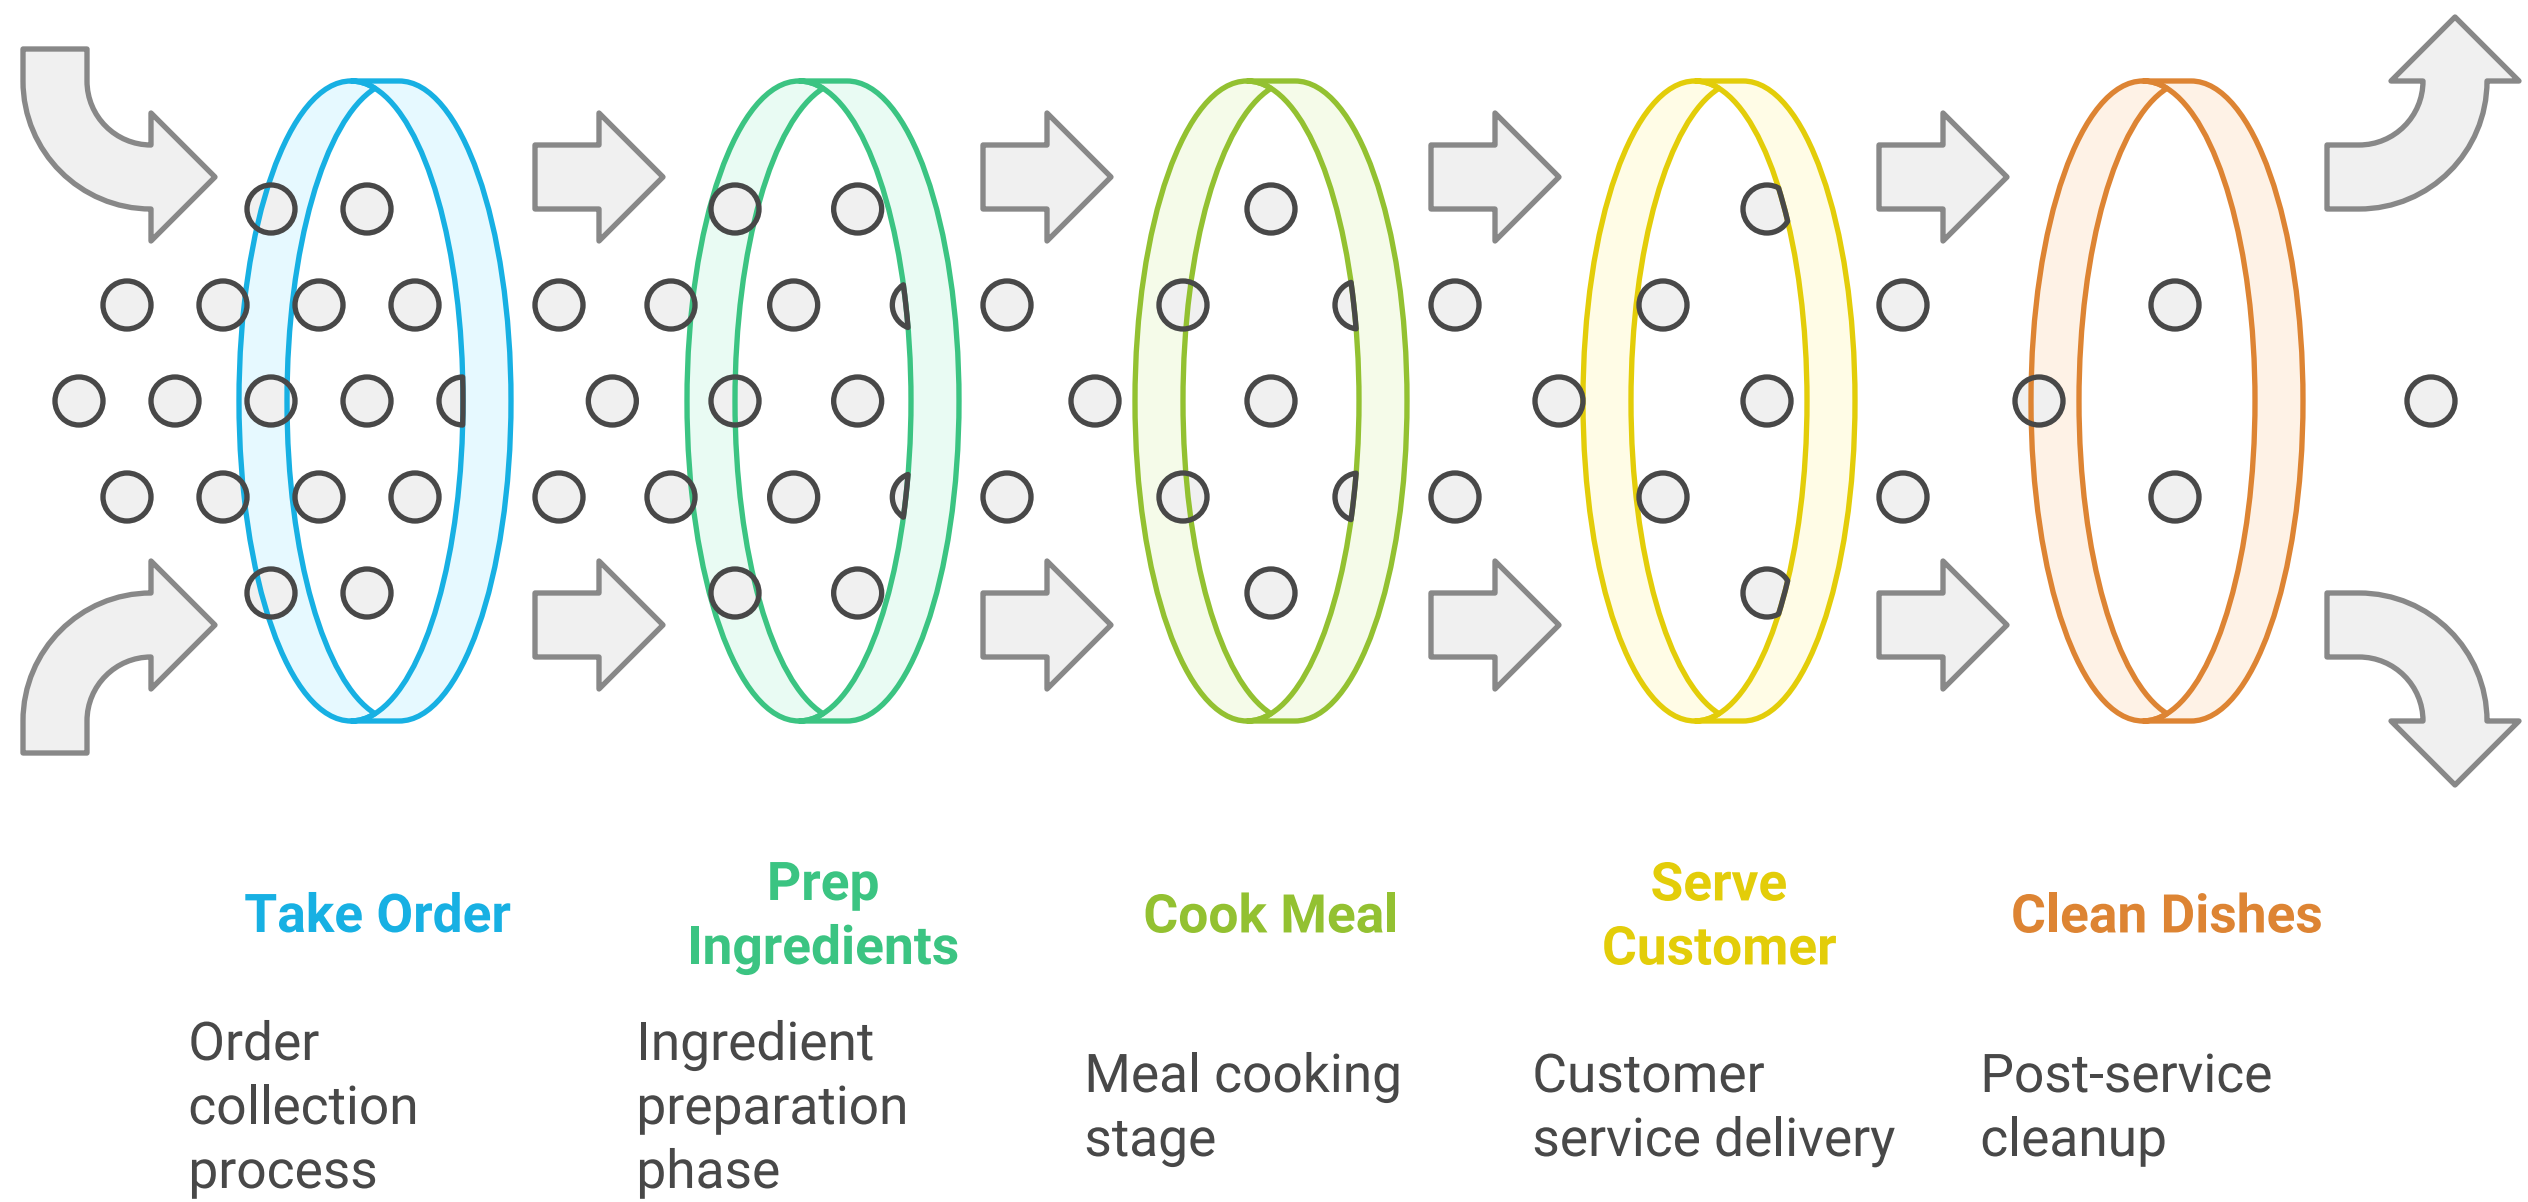 Take Order
Prep
Ingredients
Cook Meal
Serve
Customer
Clean Dishes
Order
collection
process
Ingredient
preparation
phase
Meal cooking
stage
Customer
service delivery
Post-service
cleanup